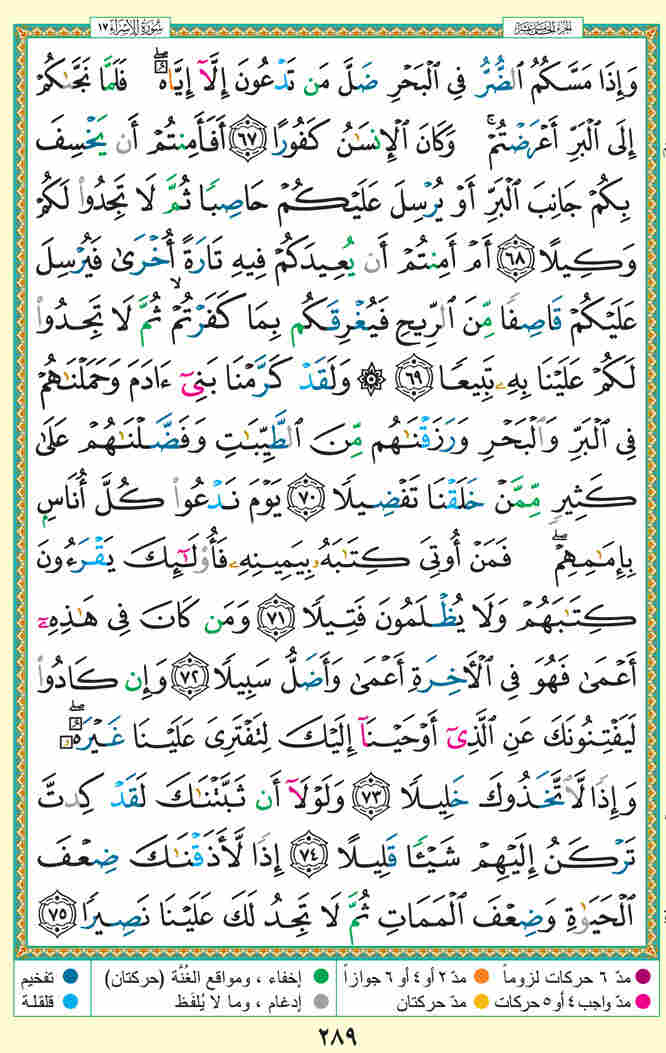 الجزء الخامس عشر
سُورَةُ الإِسْرَاء ١٧
وَإِذَا مَسَّكُمُ ٱلضُّرُّ فِى ٱلْبَحْرِ ضَلَّ مَن تَدْعُونَ إِلَّآ إِيَّاهُ ۖ فَلَمَّا نَجَّىٰكُمْ
إِلَى ٱلْبَرِّ أَعْرَضْتُمْ ۚ وَكَانَ ٱلْإِنسَـٰنُ كَفُورًا ﴿٦٧﴾ أَفَأَمِنتُمْ أَن يَخْسِفَ
بِكُمْ جَانِبَ ٱلْبَرِّ أَوْ يُرْسِلَ عَلَيْكُمْ حَاصِبًا ثُمَّ لَا تَجِدُوا۟ لَكُمْ
وَكِيلًا ﴿٦٨﴾ أَمْ أَمِنتُمْ أَن يُعِيدَكُمْ فِيهِ تَارَةً أُخْرَىٰ فَيُرْسِلَ
عَلَيْكُمْ قَاصِفًا مِّنَ ٱلرِّيحِ فَيُغْرِقَكُم بِمَا كَفَرْتُمْ ۙ ثُمَّ لَا تَجِدُوا۟
لَكُمْ عَلَيْنَا بِهِۦ تَبِيعًا ﴿٦٩﴾ ۞ وَلَقَدْ كَرَّمْنَا بَنِىٓ ءَادَمَ وَحَمَلْنَـٰهُمْ
فِى ٱلْبَرِّ وَٱلْبَحْرِ وَرَزَقْنَـٰهُم مِّنَ ٱلطَّيِّبَـٰتِ وَفَضَّلْنَـٰهُمْ عَلَىٰ
كَثِيرٍ مِّمَّنْ خَلَقْنَا تَفْضِيلًا ﴿٧٠﴾ يَوْمَ نَدْعُوا۟ كُلَّ أُنَاسٍۭ
بِإِمَـٰمِهِمْ ۖ فَمَنْ أُوتِىَ كِتَـٰبَهُۥ بِيَمِينِهِۦ فَأُو۟لَـٰٓئِكَ يَقْرَءُونَ
كِتَـٰبَهُمْ وَلَا يُظْلَمُونَ فَتِيلًا ﴿٧١﴾ وَمَن كَانَ فِى هَـٰذِهِۦٓ
أَعْمَىٰ فَهُوَ فِى ٱلْـَٔاخِرَةِ أَعْمَىٰ وَأَضَلُّ سَبِيلًا ﴿٧٢﴾ وَإِن كَادُوا۟
لَيَفْتِنُونَكَ عَنِ ٱلَّذِىٓ أَوْحَيْنَآ إِلَيْكَ لِتَفْتَرِىَ عَلَيْنَا غَيْرَهُۥ ۖ
وَإِذًا لَّٱتَّخَذُوكَ خَلِيلًا ﴿٧٣﴾ وَلَوْلَآ أَن ثَبَّتْنَـٰكَ لَقَدْ كِدتَّ
تَرْكَنُ إِلَيْهِمْ شَيْـًٔا قَلِيلًا ﴿٧٤﴾ إِذًا لَّأَذَقْنَـٰكَ ضِعْفَ
ٱلْحَيَوٰةِ وَضِعْفَ ٱلْمَمَاتِ ثُمَّ لَا تَجِدُ لَكَ عَلَيْنَا نَصِيرًا ﴿٧٥﴾
مدّ ٦ حركات لزوماً ● مدّ ٢ أو ٤ أو ٦ جوازاً ● إخفاء ، ومواقع الغُنَّة (حركتان) ● تفخيم
مدّ واجب ٤ أو ٥ حركات ● مدّ حركتان ● إدغام ، وما لا يُلفَظ ● قلقلة
٢٨٩